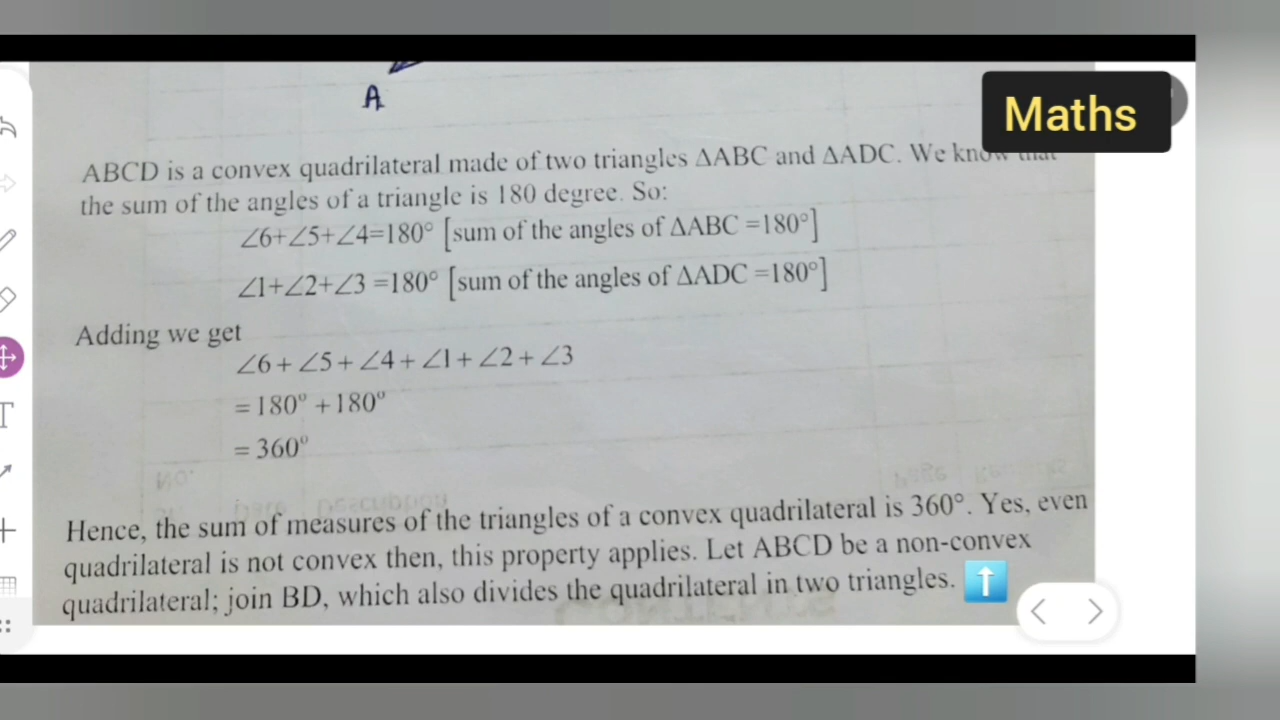 A
Maths
ABCD is a convex quadrilateral made of two triangles ΔABC and ΔADC. We know that
the sum of the angles of a triangle is 180 degree. So:
∠6+∠5+∠4=180° [sum of the angles of ΔABC =180°]
∠1+∠2+∠3 =180° [sum of the angles of ΔADC =180°]
Adding we get
∠6 + ∠5 + ∠4 + ∠1 + ∠2 + ∠3
= 180° + 180°
= 360°
Hence, the sum of measures of the triangles of a convex quadrilateral is 360°. Yes, even
quadrilateral is not convex then, this property applies. Let ABCD be a non-convex
quadrilateral; join BD, which also divides the quadrilateral in two triangles.